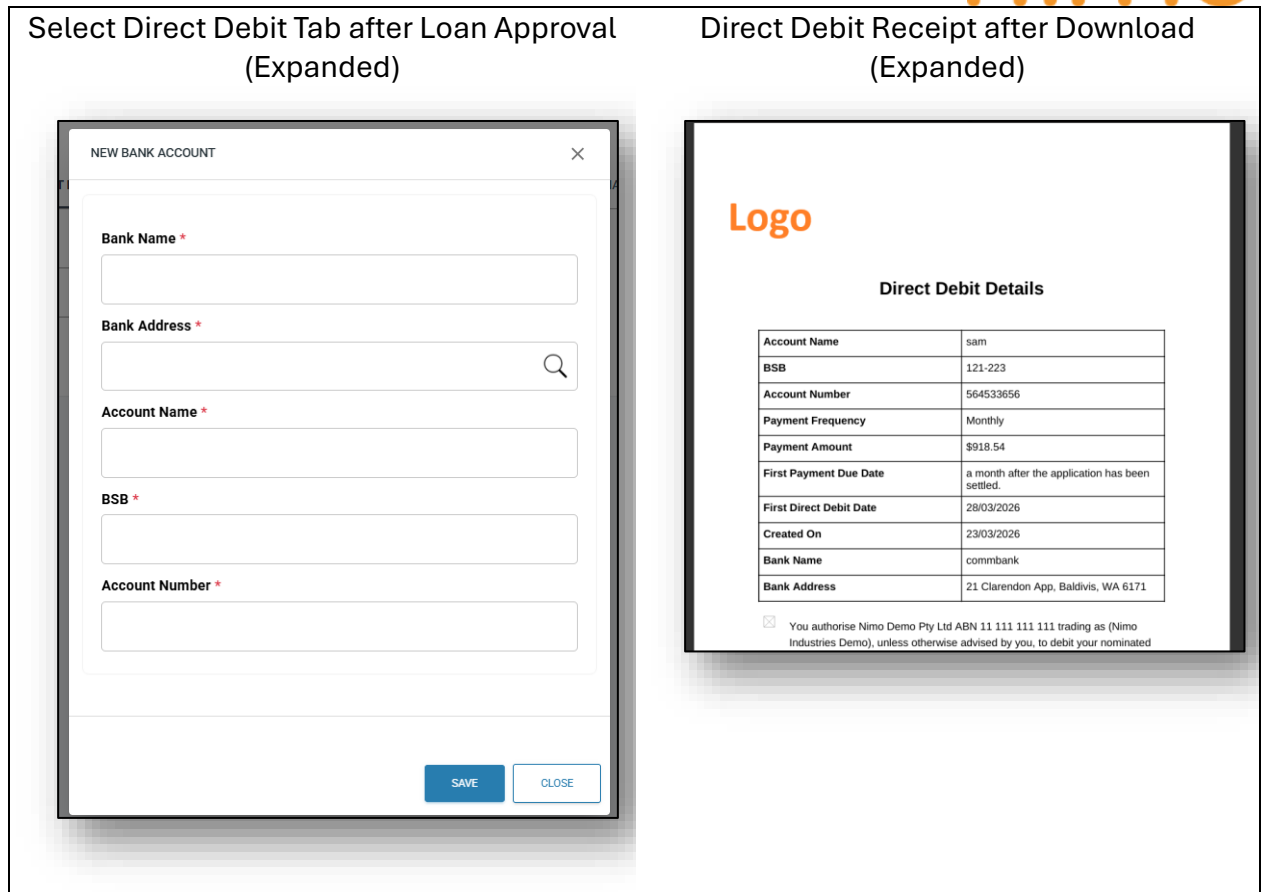 Select Direct Debit Tab after Loan Approval
(Expanded)
NEW BANK ACCOUNT
Bank Name *
Bank Address *
Account Name *
BSB *
Account Number *
SAVE CLOSE
Direct Debit Receipt after Download
(Expanded)
Logo
Direct Debit Details
Account Name sam
BSB 121-223
Account Number 564533656
Payment Frequency Monthly
Payment Amount $918.54
First Payment Due Date a month after the application has been
settled.
First Direct Debit Date 28/03/2026
Created On 23/03/2026
Bank Name commbank
Bank Address 21 Clarendon App, Baldivis, WA 6171
You authorise Nimo Demo Pty Ltd ABN 11 111 111 111 trading as (Nimo
Industries Demo), unless otherwise advised by you, to debit your nominated